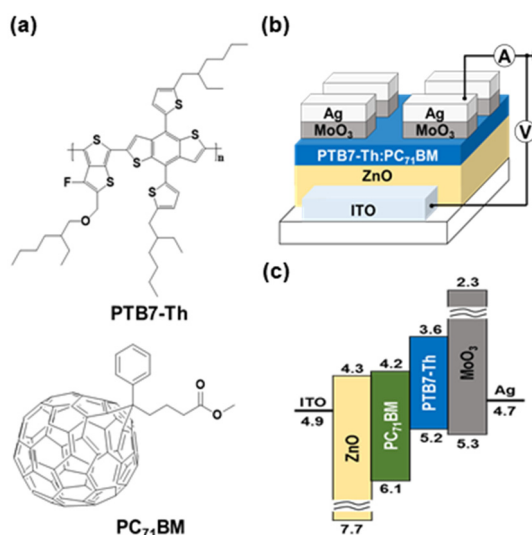 (a)
S
S
S
S
S
S
F
O
n
PTB7-Th
O
O
PC71BM
(b)
A
V
Ag
Ag
MoO3
MoO3
PTB7-Th:PC71BM
ZnO
ITO
(c)
2.3
3.6
4.3
4.2
ITO
4.9
ZnO
PC71BM
PTB7-Th
MoO3
Ag
4.7
5.2
5.3
6.1
7.7